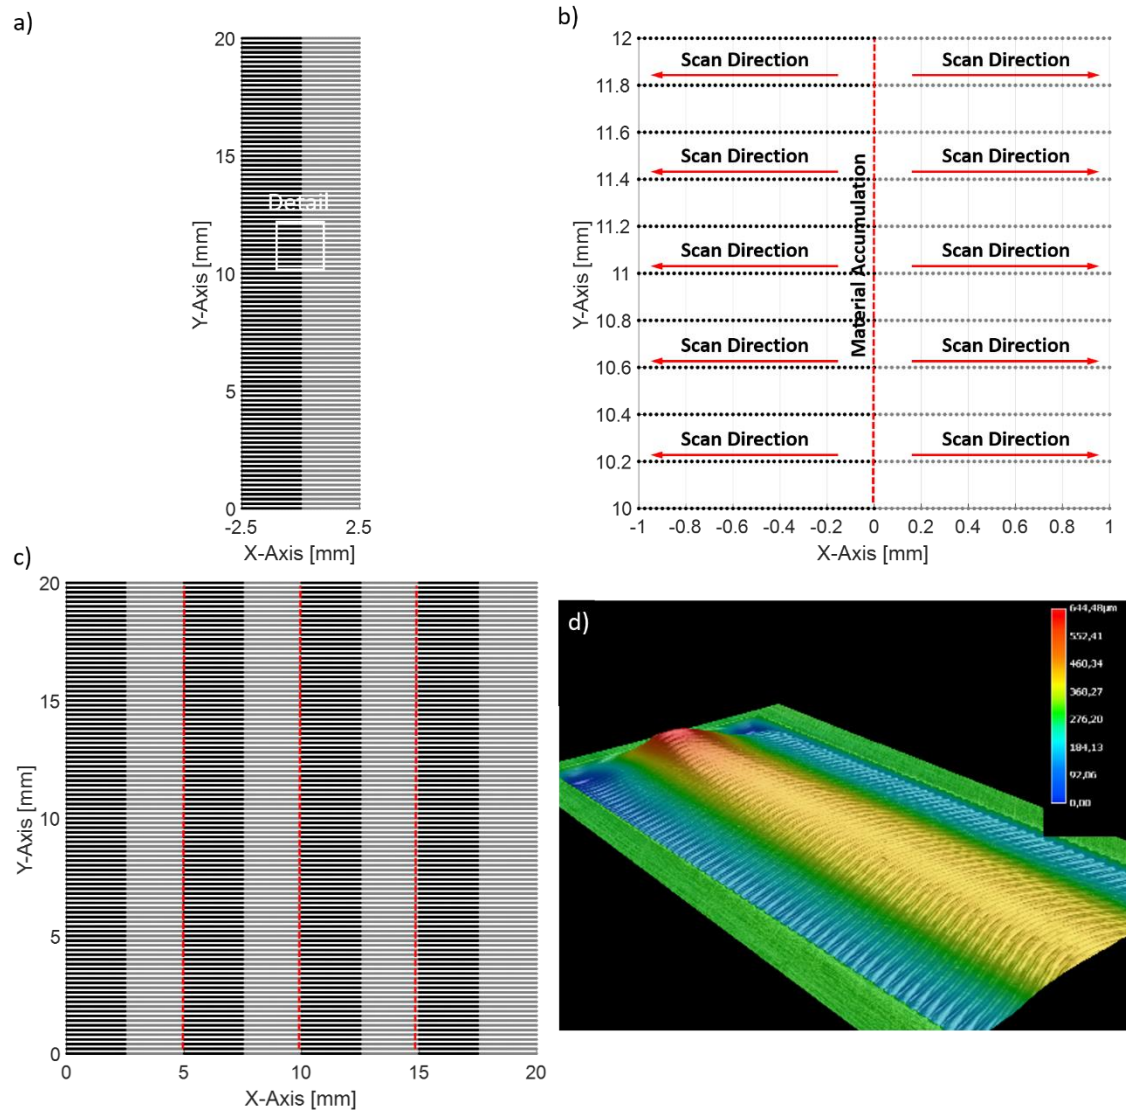 a)
20
15
10
5
0
Y-Axis [mm]
Detail
-2.5
2.5
X-Axis [mm]
b)
12
11.8
11.6
11.4
11.2
11
10.8
10.6
10.4
10.2
10
Y-Axis [mm]
Scan Direction
Scan Direction
Scan Direction
Scan Direction
Scan Direction
Scan Direction
Scan Direction
Scan Direction
Scan Direction
Scan Direction
Material Accumulation
-1
-0.8
-0.6
-0.4
-0.2
0
0.2
0.4
0.6
0.8
1
X-Axis [mm]
c)
20
15
10
5
0
Y-Axis [mm]
0
5
10
15
20
X-Axis [mm]
d)
644,48µm
552,41
460,34
360,27
276,20
184,13
92,06
0,00